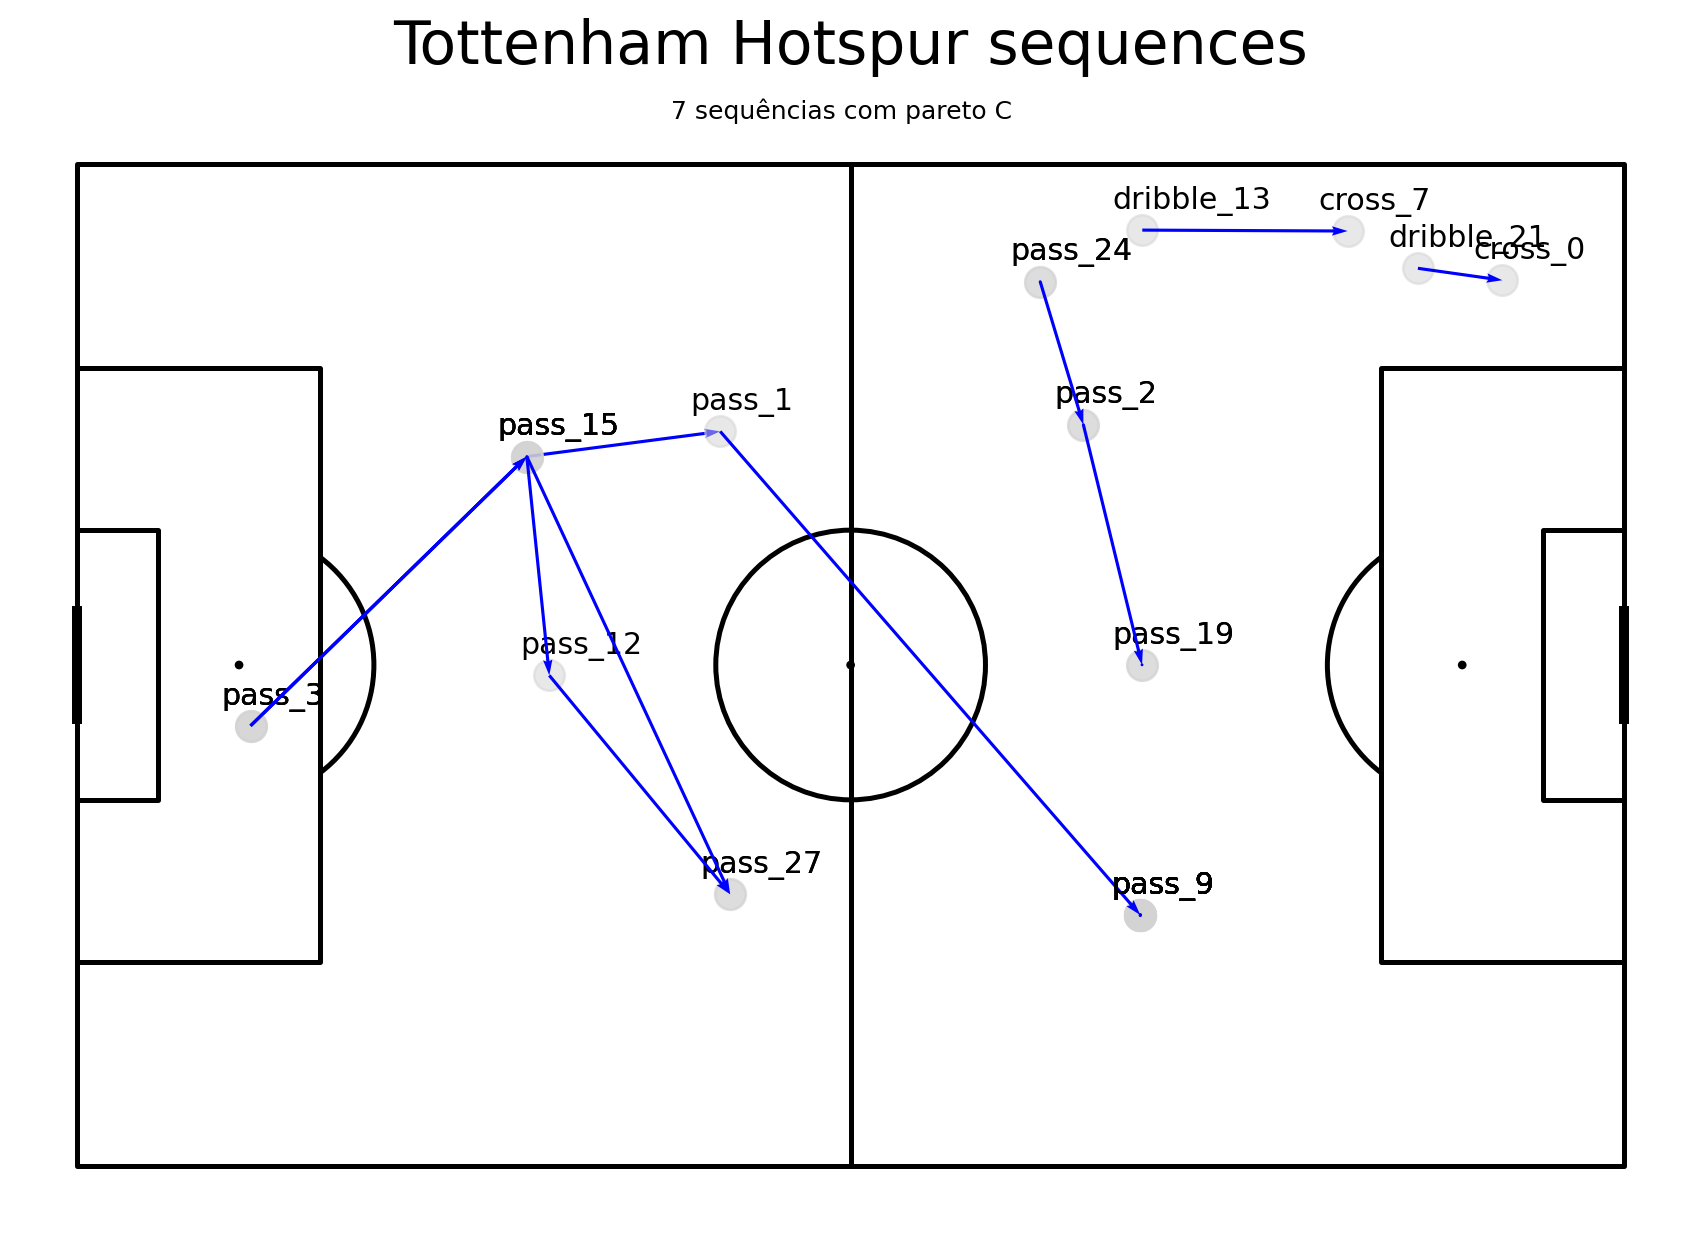 Tottenham Hotspur sequences
7 sequências com pareto C
dribble_13
cross_7
dribble_21
cross_0
pass_24
pass_2
pass_1
pass_15
pass_12
pass_19
pass_3
pass_27
pass_9